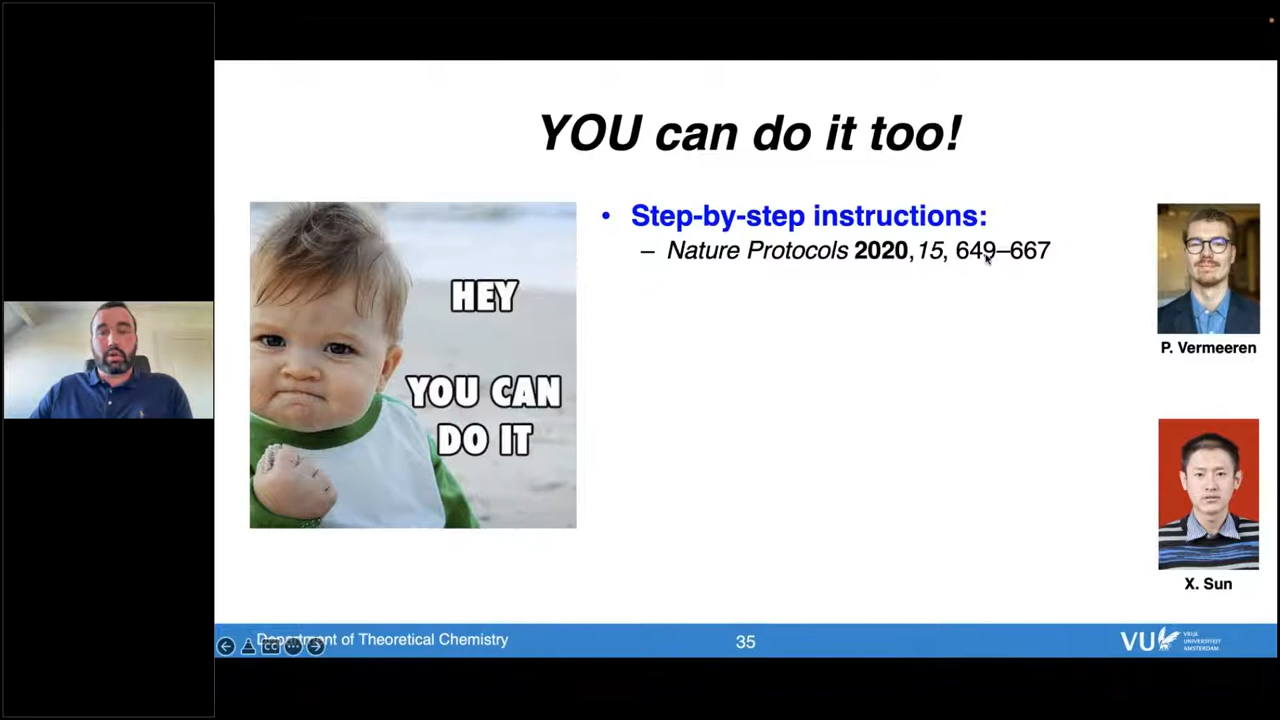 YOU can do it too!
HEY
YOU CAN
DO IT
• Step-by-step instructions:
– Nature Protocols 2020, 15, 649–667
P. Vermeeren
X. Sun
Department of Theoretical Chemistry
CC
35
VU
VRIJE
UNIVERSITEIT
AMSTERDAM